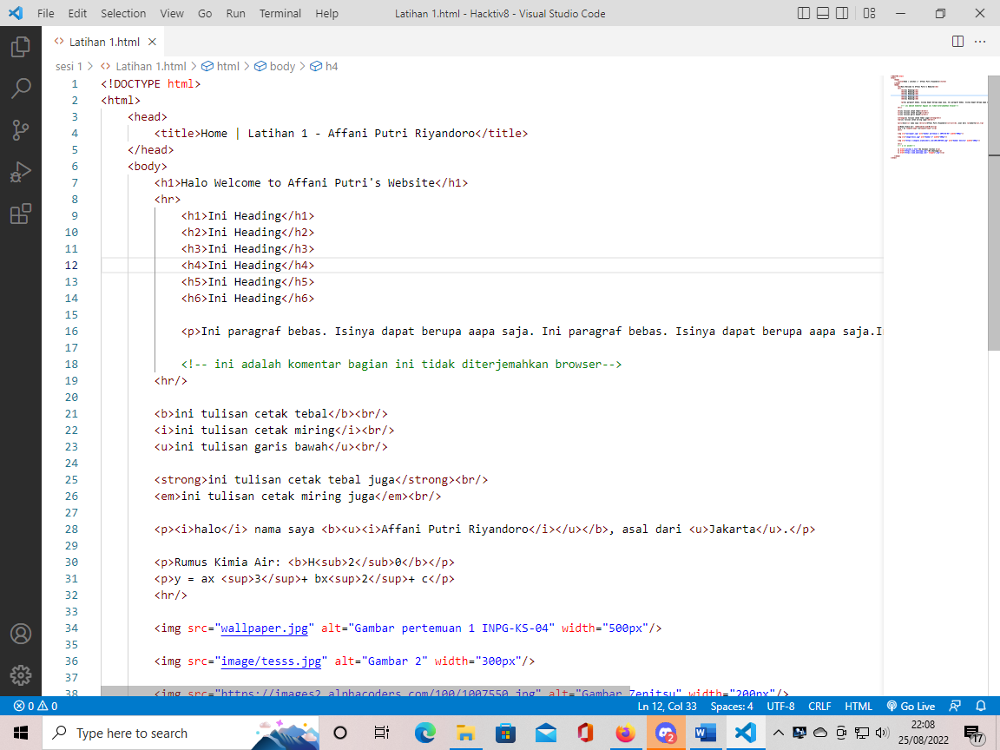 File Edit Selection View Go Run Terminal Help Latihan 1.html - Hacktiv8 - Visual Studio Code
<> Latihan 1.html
sesi 1 > <> Latihan 1.html > html > body > h4
1 <!DOCTYPE html>
2 <html>
3 <head>
4 <title>Home | Latihan 1 - Affani Putri Riyandoro</title>
5 </head>
6 <body>
7 <h1>Halo Welcome to Affani Putri's Website</h1>
8 <hr>
9 <h1>Ini Heading</h1>
10 <h2>Ini Heading</h2>
11 <h3>Ini Heading</h3>
12 <h4>Ini Heading</h4>
13 <h5>Ini Heading</h5>
14 <h6>Ini Heading</h6>
15
16 <p>Ini paragraf bebas. Isinya dapat berupa aapa saja. Ini paragraf bebas. Isinya dapat berupa aapa saja.I
17
18 <!-- ini adalah komentar bagian ini tidak diterjemahkan browser-->
19 <hr/>
20
21 <b>ini tulisan cetak tebal</b><br/>
22 <i>ini tulisan cetak miring</i><br/>
23 <u>ini tulisan garis bawah</u><br/>
24
25 <strong>ini tulisan cetak tebal juga</strong><br/>
26 <em>ini tulisan cetak miring juga</em><br/>
27
28 <p><i>halo</i> nama saya <b><u><i>Affani Putri Riyandoro</i></u></b>, asal dari <u>Jakarta</u>.</p>
29
30 <p>Rumus Kimia Air: <b>H<sub>2</sub>0</b></p>
31 <p>y = ax <sup>3</sup>+ bx<sup>2</sup>+ c</p>
32 <hr/>
33
34 <img src="wallpaper.jpg" alt="Gambar pertemuan 1 INPG-KS-04" width="500px"/>
35
36 <img src="image/tesss.jpg" alt="Gambar 2" width="300px"/>
37
38 <img src="https://images2.alphacoders.com/100/1007550.jpg" alt="Gambar Zenitsu" width="200px"/>
0 0 Ln 12, Col 33 Spaces: 4 UTF-8 CRLF HTML Go Live
Type here to search
2
22:08
25/08/2022
17